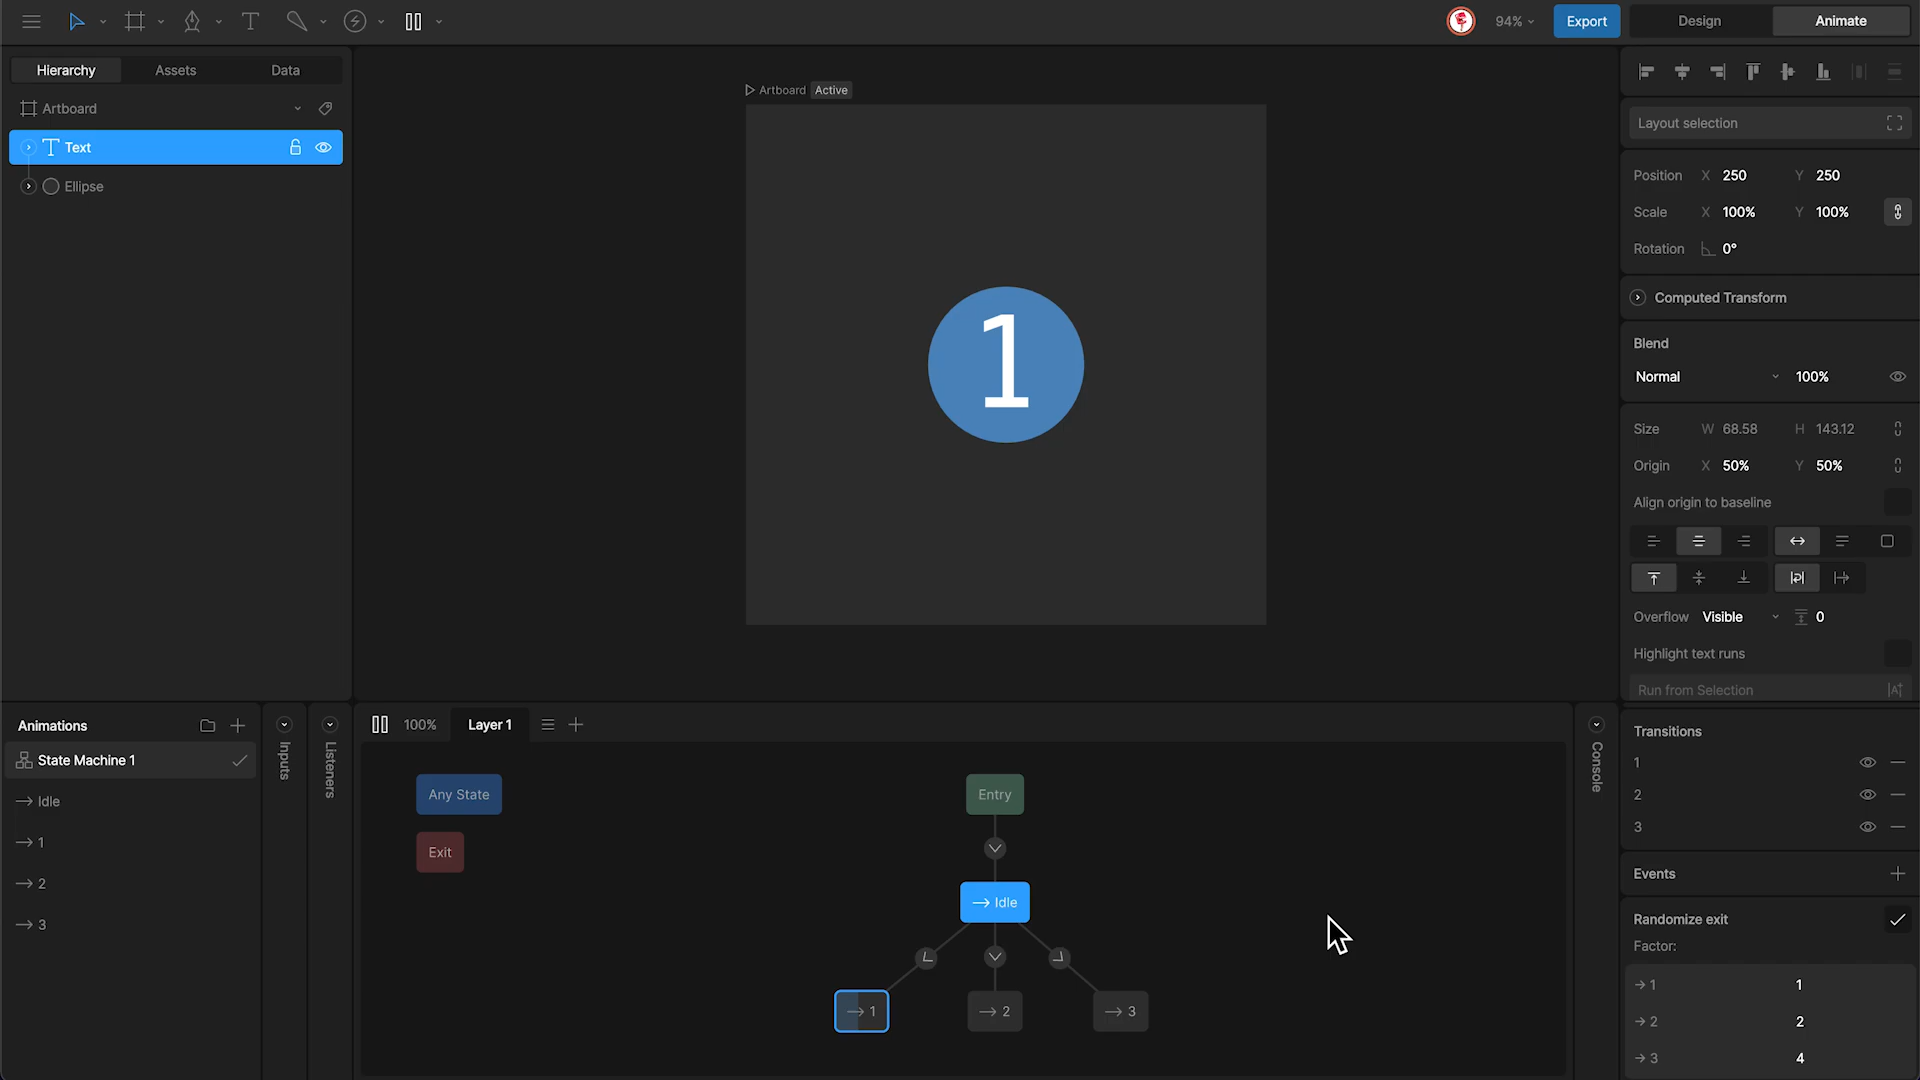 94%
Export
Design
Animate
Hierarchy
Assets
Data
Artboard
Text
Ellipse
Artboard Active
1
Layout selection
Position X 250 Y 250
Scale X 100% Y 100%
Rotation 0°
Computed Transform
Blend
Normal 100%
Size W 68.58 H 143.12
Origin X 50% Y 50%
Align origin to baseline
Overflow Visible 0
Highlight text runs
Run from Selection
Animations
State Machine 1
Idle
1
2
3
Inputs
Listeners
100%
Layer 1
Any State
Exit
Entry
Idle
1
2
3
Console
Transitions
1
2
3
Events
Randomize exit
Factor:
1 1
2 2
3 4